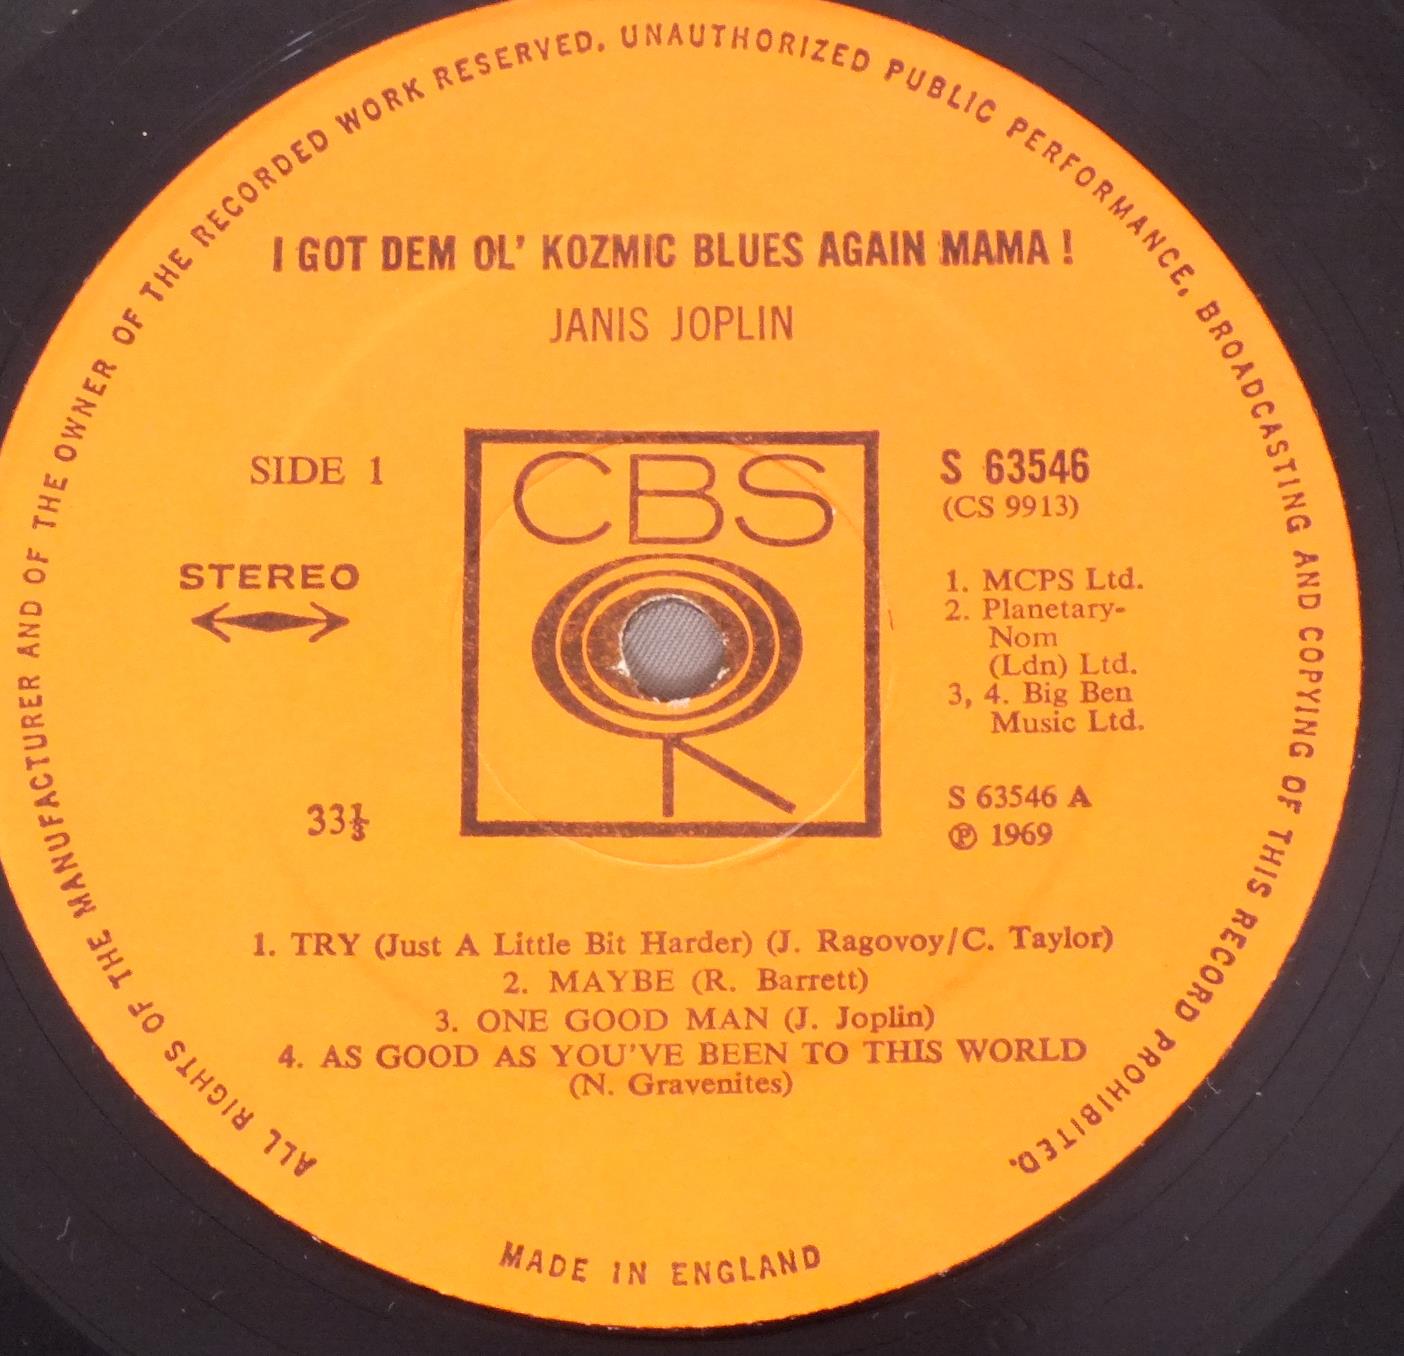 ALL RIGHTS OF THE MANUFACTURER AND OF THE OWNER OF THE RECORDED WORK RESERVED. UNAUTHORIZED PUBLIC PERFORMANCE, BROADCASTING AND COPYING OF THIS RECORD PROHIBITED.
I GOT DEM OL' KOZMIC BLUES AGAIN MAMA !
JANIS JOPLIN
SIDE 1
STEREO
33⅓
CBS
S 63546
(CS 9913)
1. MCPS Ltd.
2. Planetary-
Nom
(Ldn) Ltd.
3, 4. Big Ben
Music Ltd.
S 63546 A
℗ 1969
1. TRY (Just A Little Bit Harder) (J. Ragovoy/C. Taylor)
2. MAYBE (R. Barrett)
3. ONE GOOD MAN (J. Joplin)
4. AS GOOD AS YOU'VE BEEN TO THIS WORLD
(N. Gravenites)
MADE IN ENGLAND